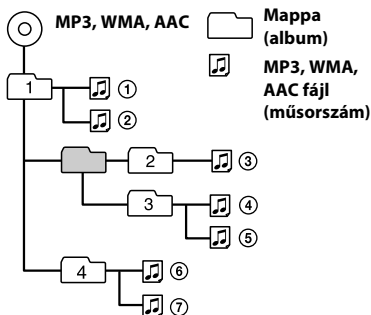 MP3, WMA, AAC
Mappa
(album)
MP3, WMA,
AAC fájl
(műsorszám)
1
①
②
2
③
3
④
⑤
4
⑥
⑦